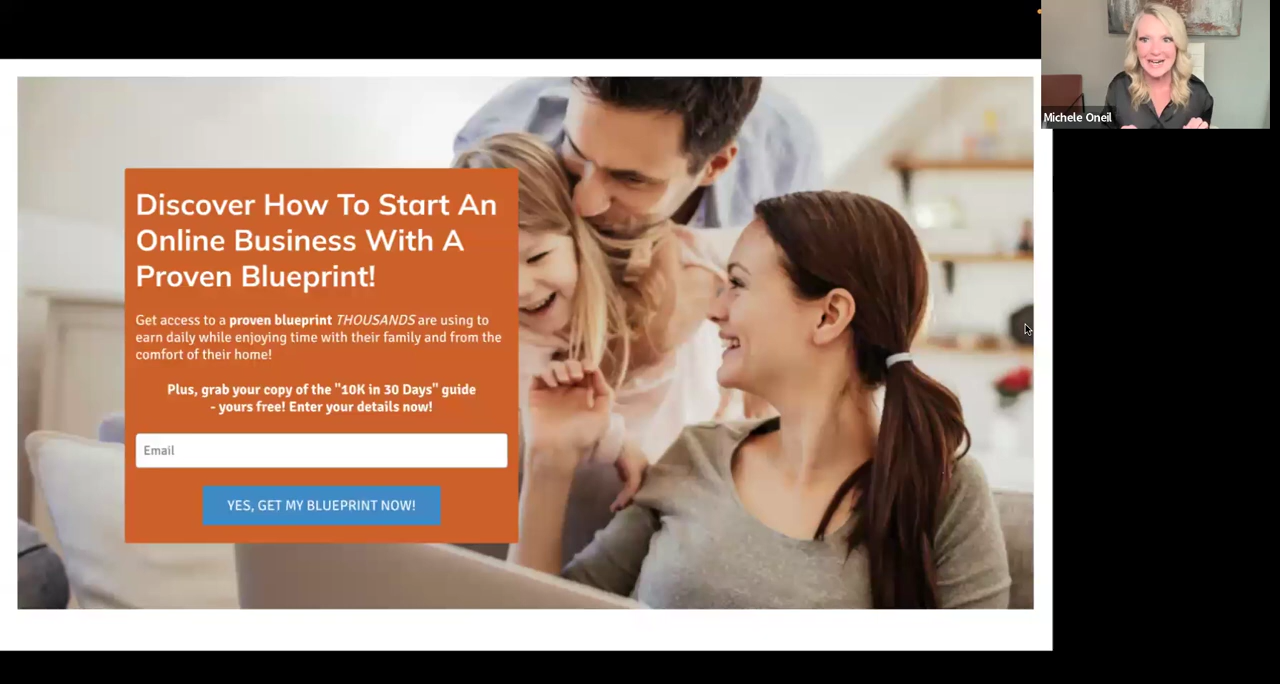 Michele Oneil
Discover How To Start An
Online Business With A
Proven Blueprint!
Get access to a proven blueprint THOUSANDS are using to
earn daily while enjoying time with their family and from the
comfort of their home!
Plus, grab your copy of the "10K in 30 Days" guide
- yours free! Enter your details now!
Email
YES, GET MY BLUEPRINT NOW!